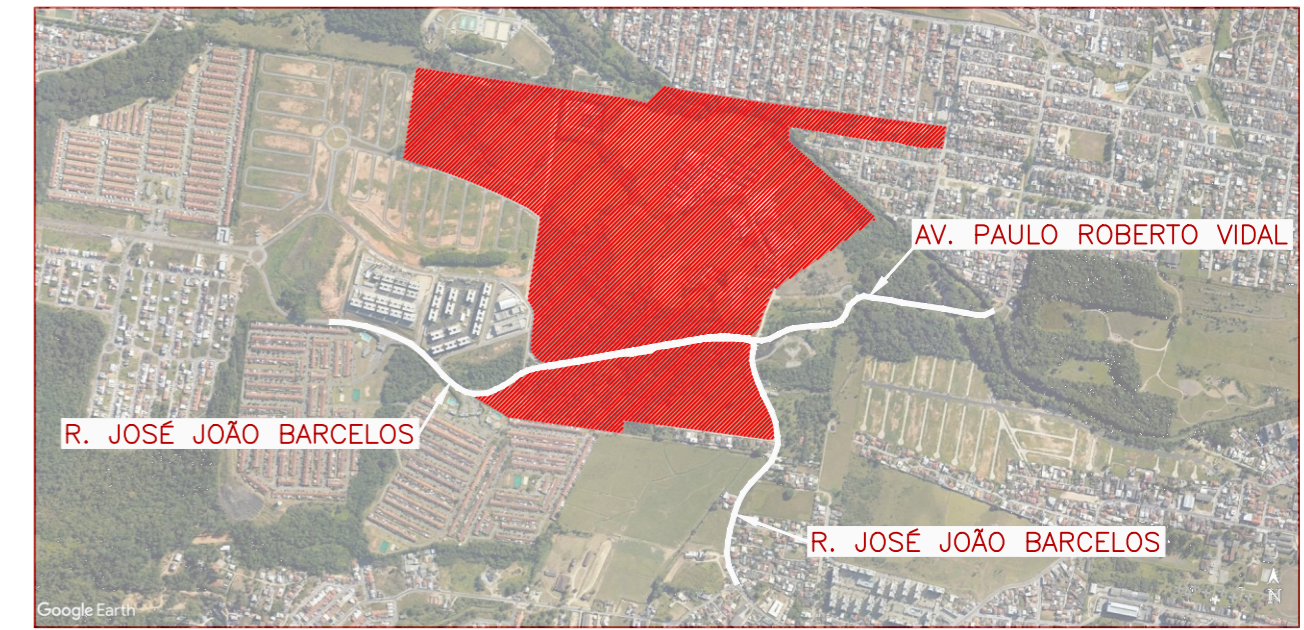 AV. PAULO ROBERTO VIDAL
R. JOSÉ JOÃO BARCELOS
R. JOSÉ JOÃO BARCELOS
Google Earth
N